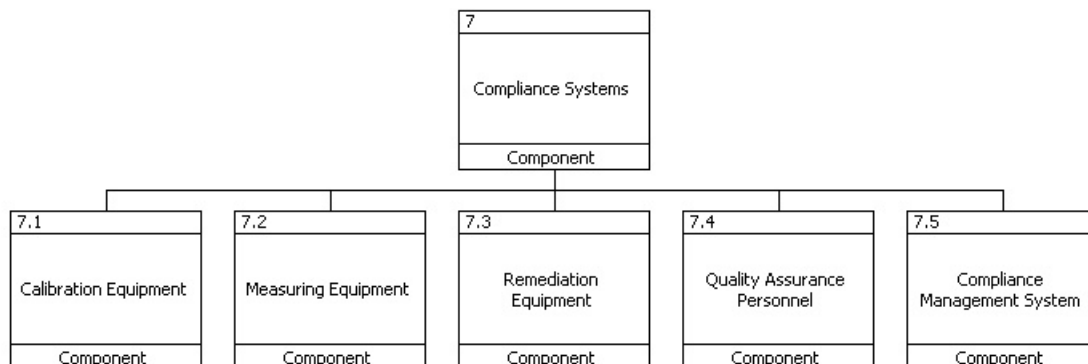 7
Compliance Systems
Component
7.1
7.2
7.3
7.4
7.5
Calibration Equipment
Measuring Equipment
Remediation
Equipment
Quality Assurance
Personnel
Compliance
Management System
Component
Component
Component
Component
Component